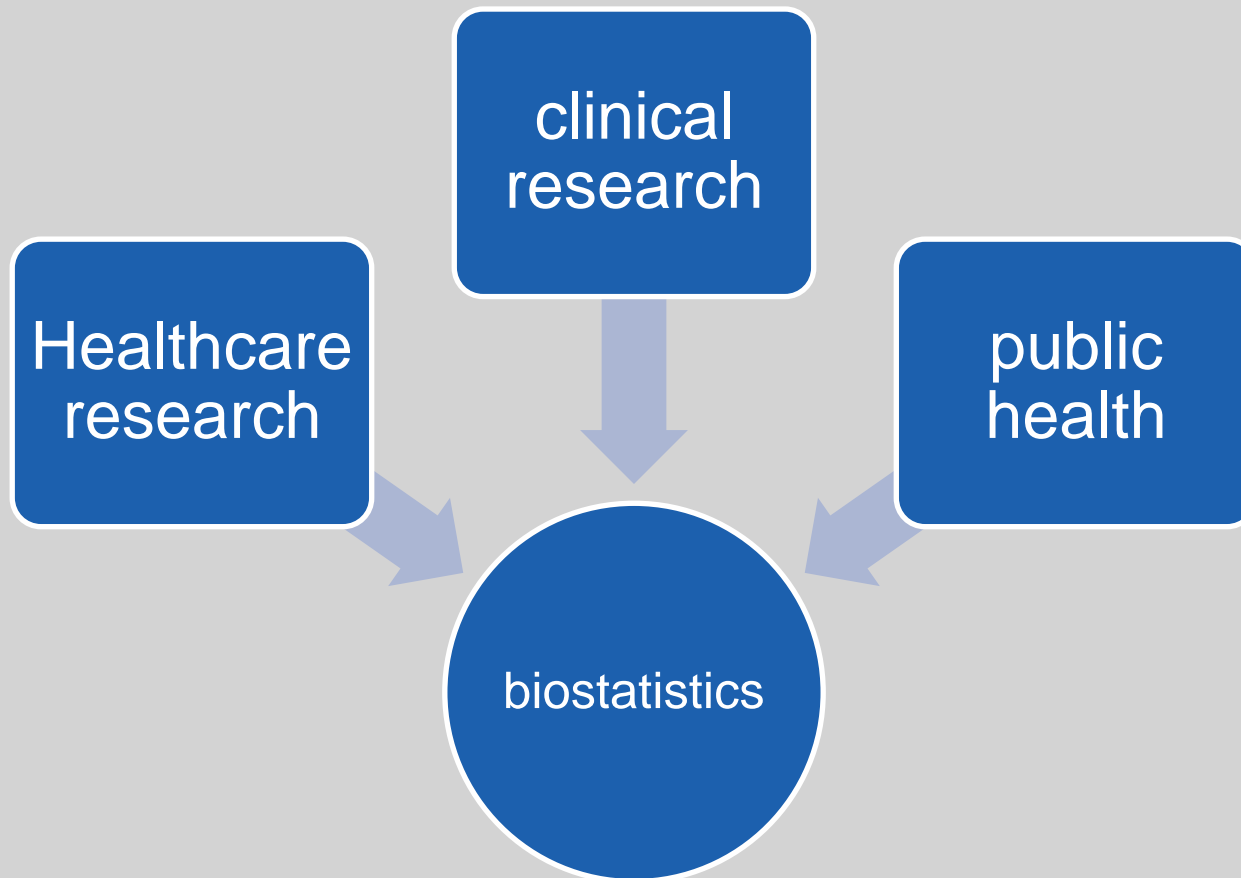 clinical
research
Healthcare
research
public
health
biostatistics